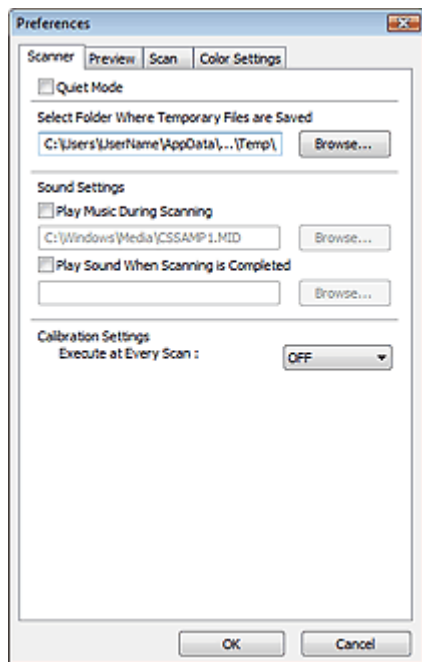 Preferences
Scanner Preview Scan Color Settings
Quiet Mode
Select Folder Where Temporary Files are Saved
C:\Users\UserName\AppData\...\Temp\ Browse...
Sound Settings
Play Music During Scanning
C:\Windows\Media\CSSAMP1.MID Browse...
Play Sound When Scanning is Completed
Browse...
Calibration Settings
Execute at Every Scan : OFF
OK Cancel